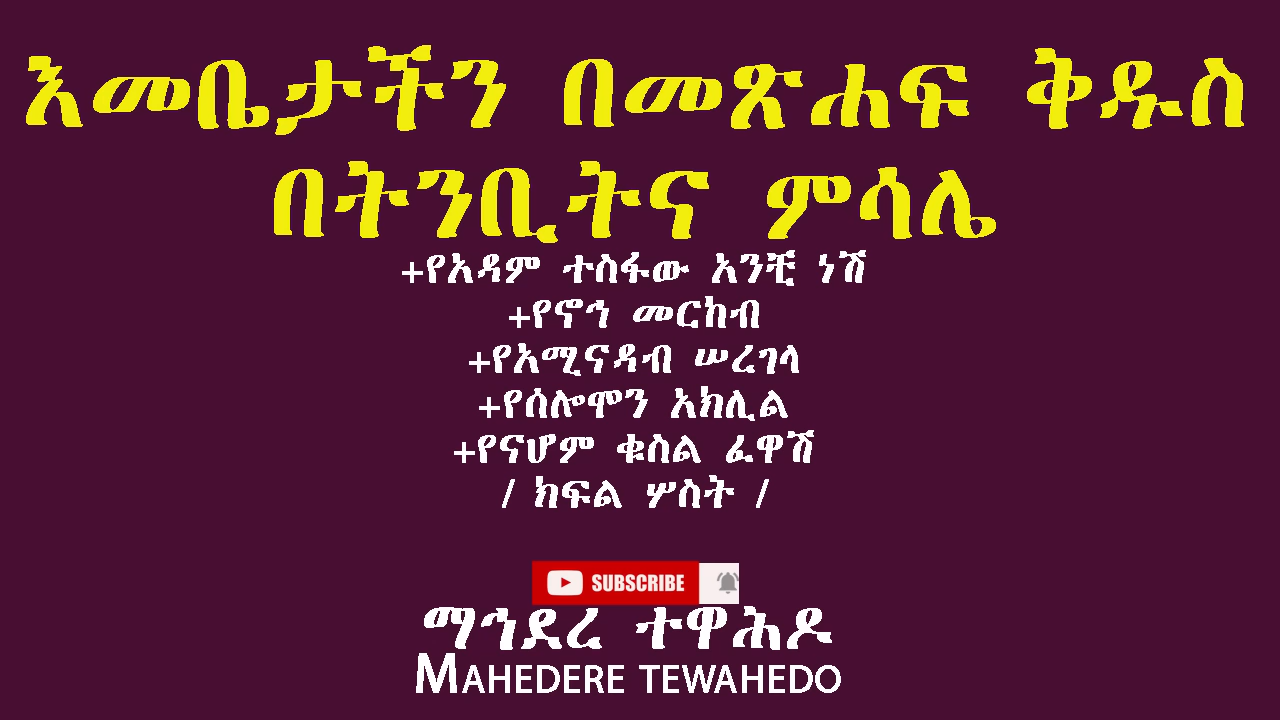 እመቤታችን በመጽሐፍ ቅዱስ
በትንቢትና ምሳሌ
+የአዳም ተስፋው አንቺ ነሽ
+የኖኅ መርከብ
+የአሚናዳብ ሠረገላ
+የሰሎሞን አክሊል
+የናሆም ቁስል ፈዋሽ
/ ክፍል ሦስት /
SUBSCRIBE
ማኅደረ ተዋሕዶ
MAHEDERE TEWAHEDO